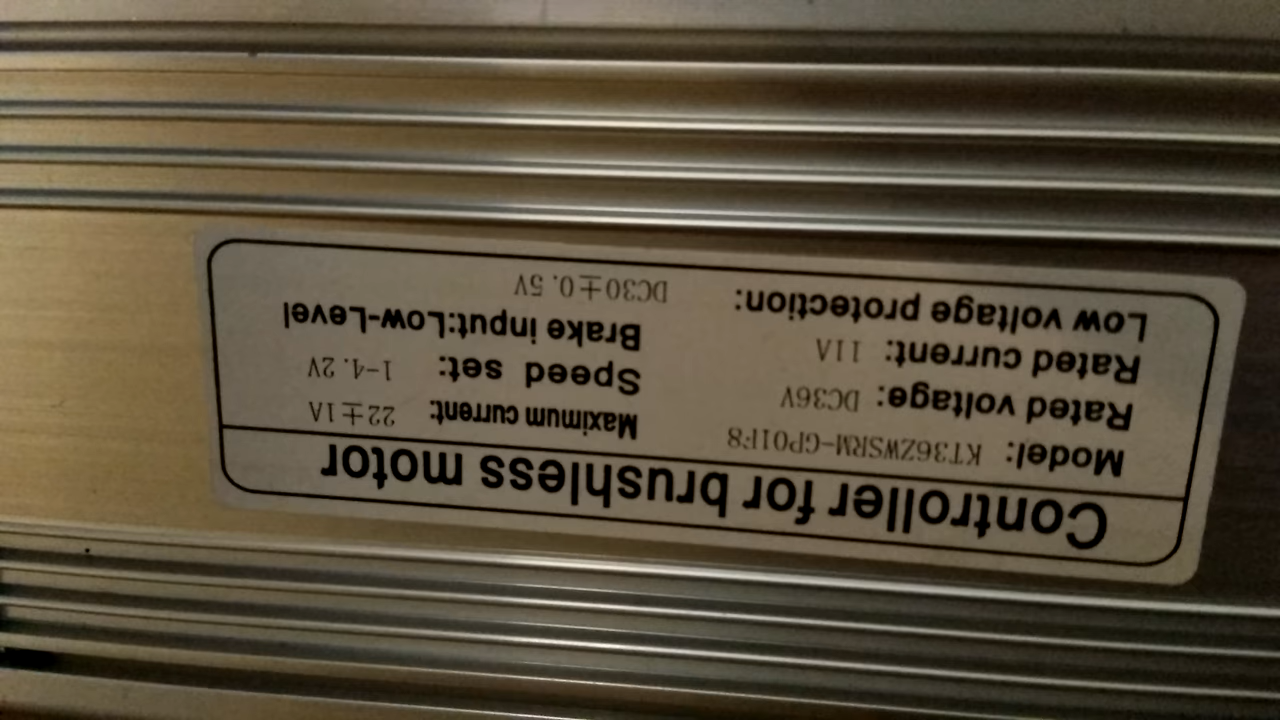 Controller for brushless motor
Model: KT36ZWSRM-GP01F8 Maximum current: 22±1A
Rated voltage: DC36V Speed set: 1-4.2V
Rated current: 11A Brake input:Low-Level
Low voltage protection: DC30±0.5V